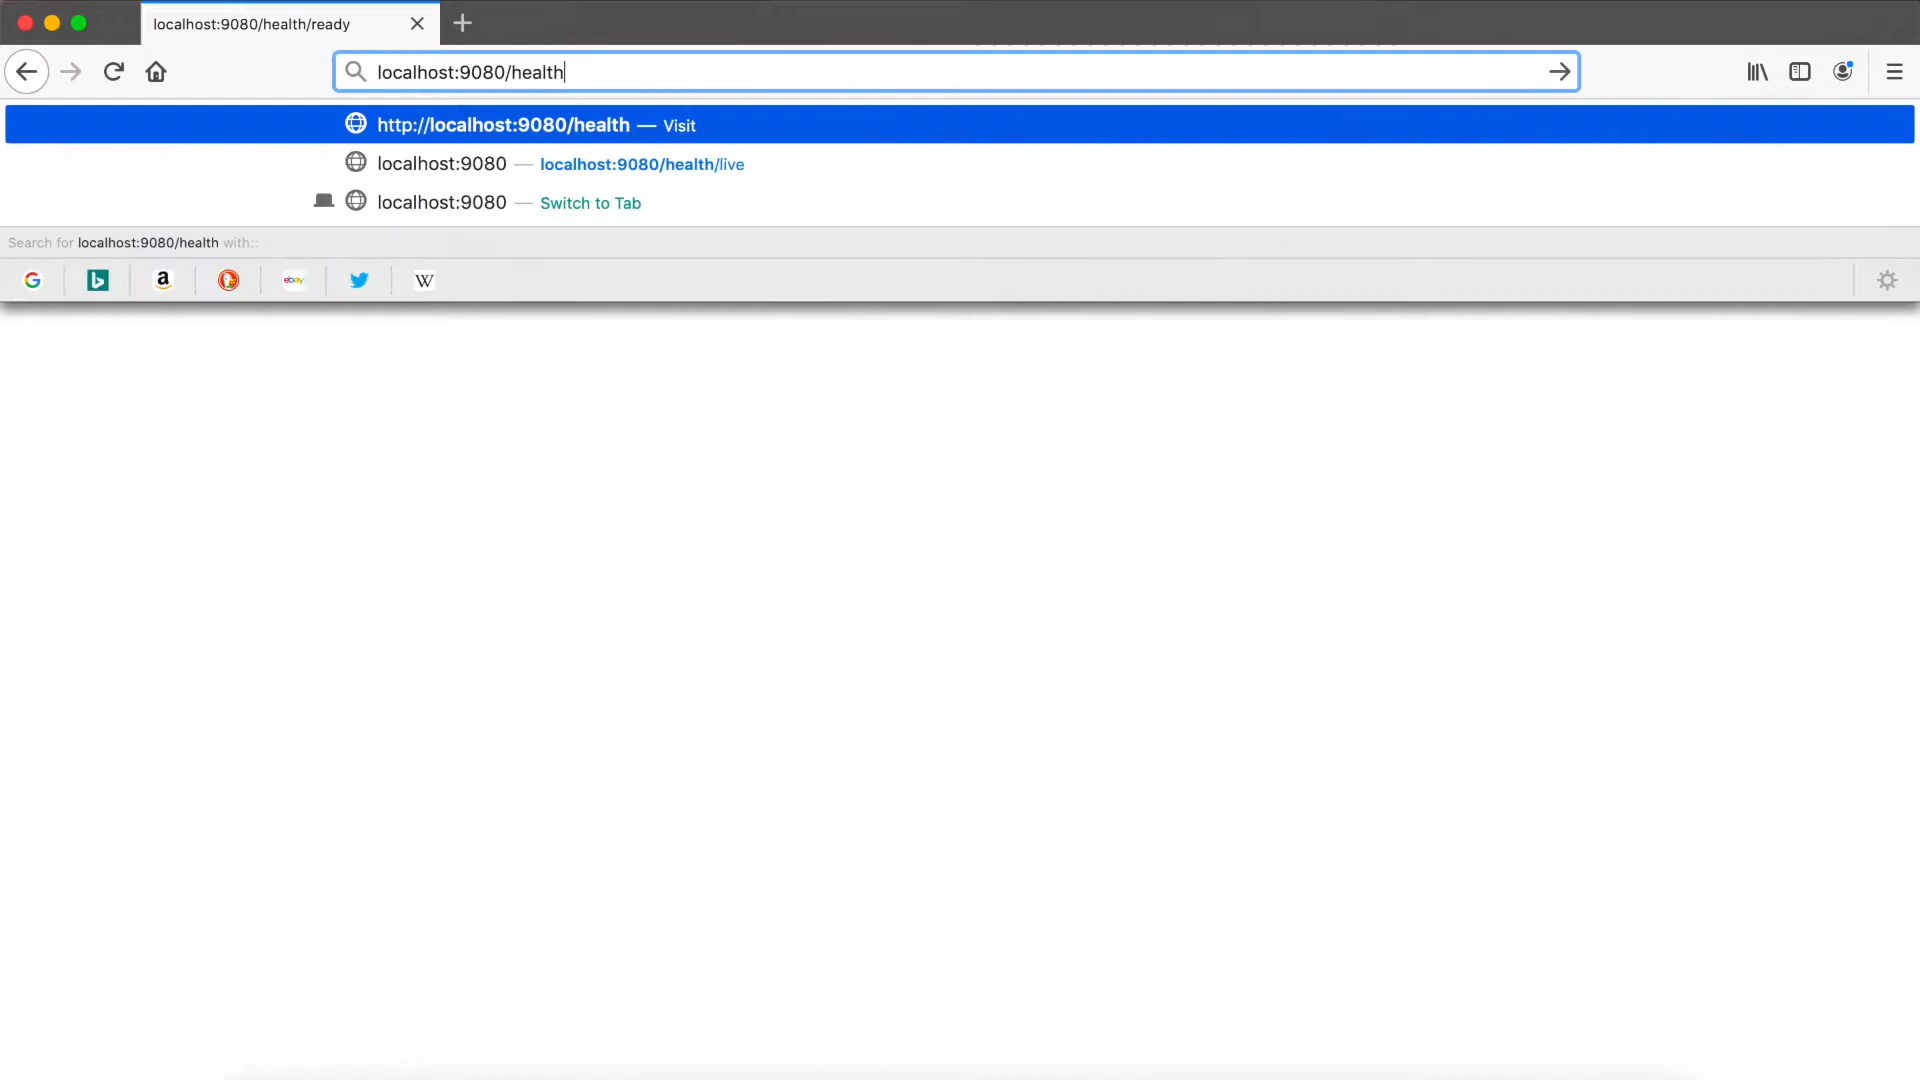 localhost:9080/health/ready
localhost:9080/health
http://localhost:9080/health — Visit
localhost:9080 — localhost:9080/health/live
localhost:9080 — Switch to Tab
Search for localhost:9080/health with::
G b a ebay W